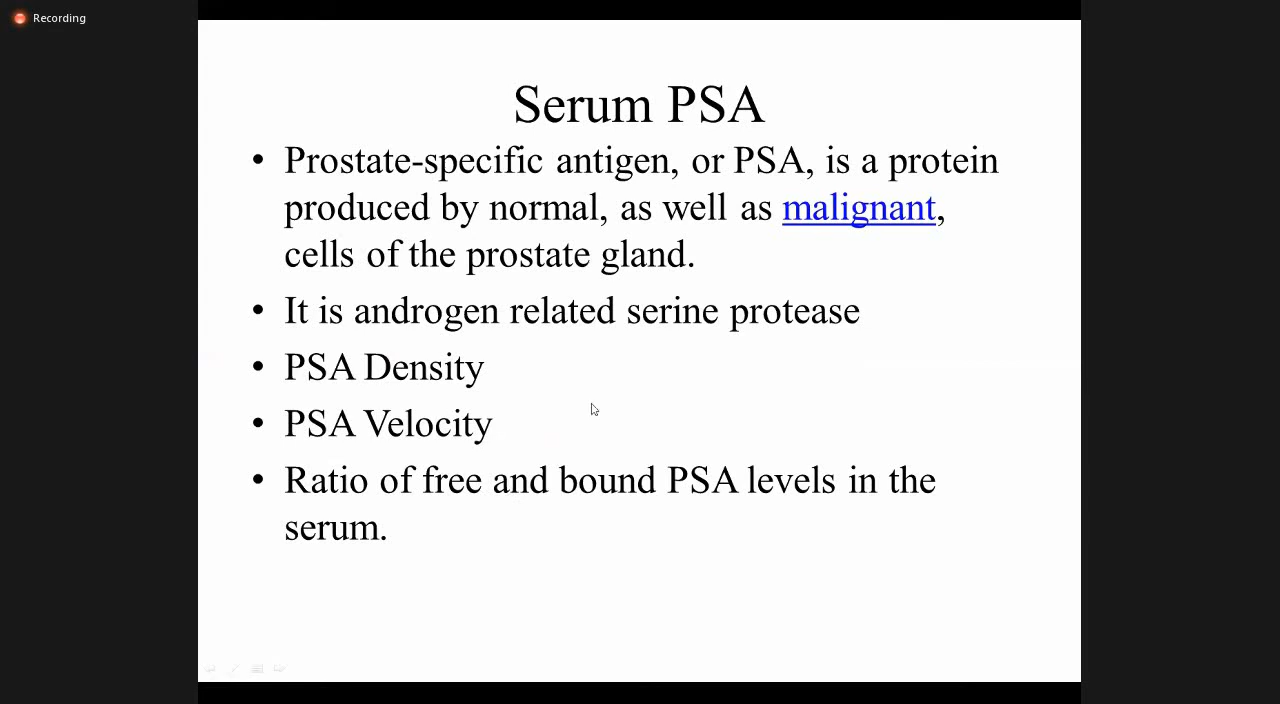 Recording
Serum PSA
• Prostate-specific antigen, or PSA, is a protein
produced by normal, as well as malignant,
cells of the prostate gland.
• It is androgen related serine protease
• PSA Density
• PSA Velocity
• Ratio of free and bound PSA levels in the
serum.